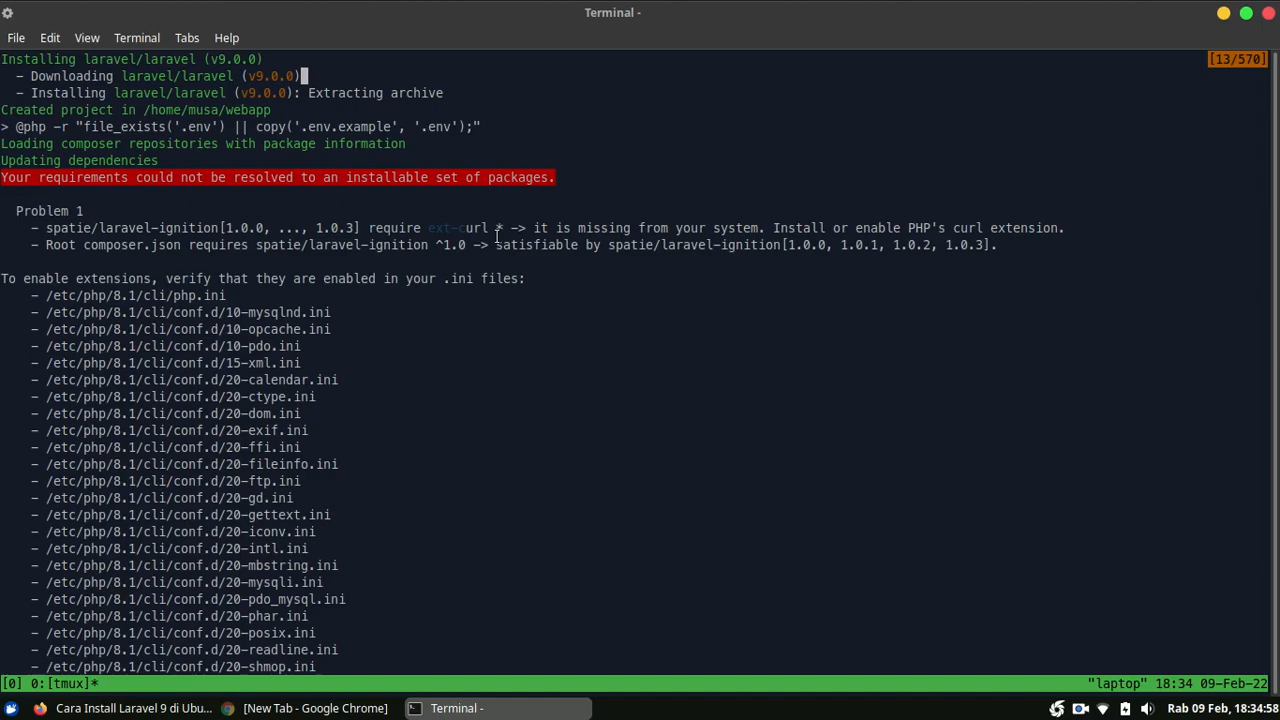 Terminal -
File Edit View Terminal Tabs Help
Installing laravel/laravel (v9.0.0) [13/570]
- Downloading laravel/laravel (v9.0.0)
- Installing laravel/laravel (v9.0.0): Extracting archive
Created project in /home/musa/webapp
> @php -r "file_exists('.env') || copy('.env.example', '.env');"
Loading composer repositories with package information
Updating dependencies
Your requirements could not be resolved to an installable set of packages.
Problem 1
- spatie/laravel-ignition[1.0.0, ..., 1.0.3] require ext-curl * -> it is missing from your system. Install or enable PHP's curl extension.
- Root composer.json requires spatie/laravel-ignition ^1.0 -> satisfiable by spatie/laravel-ignition[1.0.0, 1.0.1, 1.0.2, 1.0.3].
To enable extensions, verify that they are enabled in your .ini files:
- /etc/php/8.1/cli/php.ini
- /etc/php/8.1/cli/conf.d/10-mysqlnd.ini
- /etc/php/8.1/cli/conf.d/10-opcache.ini
- /etc/php/8.1/cli/conf.d/10-pdo.ini
- /etc/php/8.1/cli/conf.d/15-xml.ini
- /etc/php/8.1/cli/conf.d/20-calendar.ini
- /etc/php/8.1/cli/conf.d/20-ctype.ini
- /etc/php/8.1/cli/conf.d/20-dom.ini
- /etc/php/8.1/cli/conf.d/20-exif.ini
- /etc/php/8.1/cli/conf.d/20-ffi.ini
- /etc/php/8.1/cli/conf.d/20-fileinfo.ini
- /etc/php/8.1/cli/conf.d/20-ftp.ini
- /etc/php/8.1/cli/conf.d/20-gd.ini
- /etc/php/8.1/cli/conf.d/20-gettext.ini
- /etc/php/8.1/cli/conf.d/20-iconv.ini
- /etc/php/8.1/cli/conf.d/20-intl.ini
- /etc/php/8.1/cli/conf.d/20-mbstring.ini
- /etc/php/8.1/cli/conf.d/20-mysqli.ini
- /etc/php/8.1/cli/conf.d/20-pdo_mysql.ini
- /etc/php/8.1/cli/conf.d/20-phar.ini
- /etc/php/8.1/cli/conf.d/20-posix.ini
- /etc/php/8.1/cli/conf.d/20-readline.ini
- /etc/php/8.1/cli/conf.d/20-shmop.ini
[0] 0:[tmux]* "laptop" 18:34 09-Feb-22
Cara Install Laravel 9 di Ubu... [New Tab - Google Chrome] Terminal - Rab 09 Feb, 18:34:58